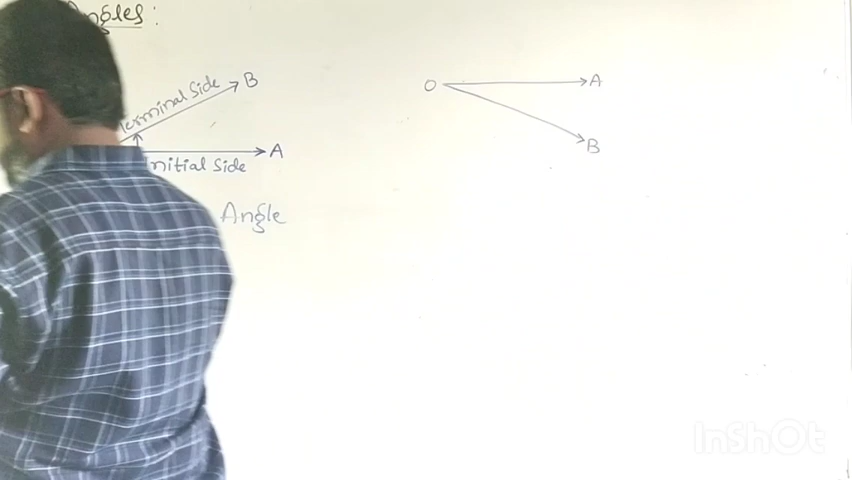 Angles:
Terminal Side B
Initial Side A
Angle
O A
B
InShOt